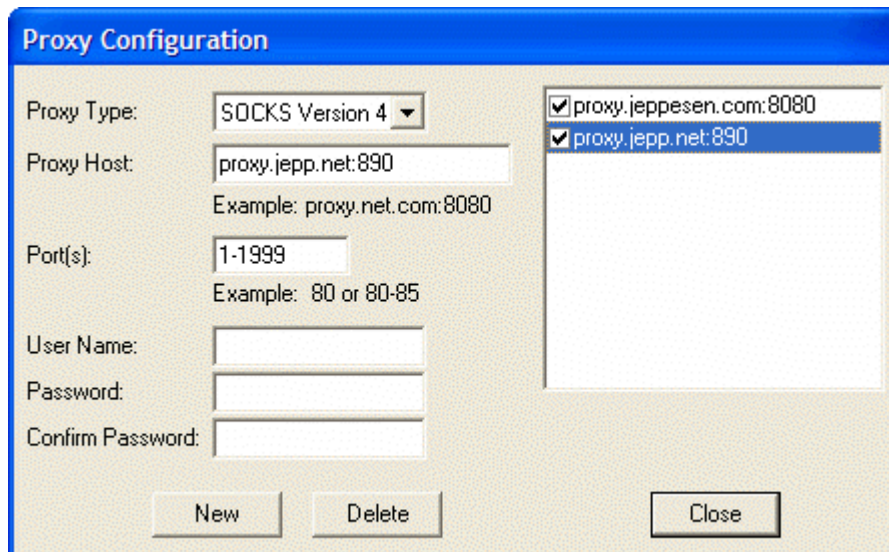 Proxy Configuration
Proxy Type: SOCKS Version 4
Proxy Host: proxy.jepp.net:890
Example: proxy.net.com:8080
Port(s): 1-1999
Example: 80 or 80-85
User Name:
Password:
Confirm Password:
proxy.jeppesen.com:8080
proxy.jepp.net:890
New Delete Close